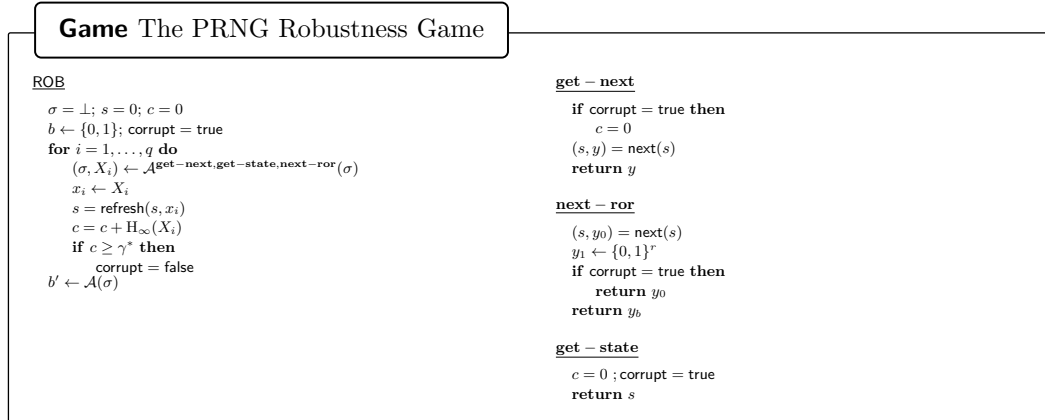 Game The PRNG Robustness Game
ROB
σ = ⊥; s = 0; c = 0
b ← {0, 1}; corrupt = true
for i = 1, . . . , q do
(σ, X_i) ← 𝒜^{get−next,get−state,next−ror}(σ)
x_i ← X_i
s = refresh(s, x_i)
c = c + H_∞(X_i)
if c ≥ γ* then
corrupt = false
b′ ← 𝒜(σ)
get − next
if corrupt = true then
c = 0
(s, y) = next(s)
return y
next − ror
(s, y_0) = next(s)
y_1 ← {0, 1}^r
if corrupt = true then
return y_0
return y_b
get − state
c = 0 ; corrupt = true
return s